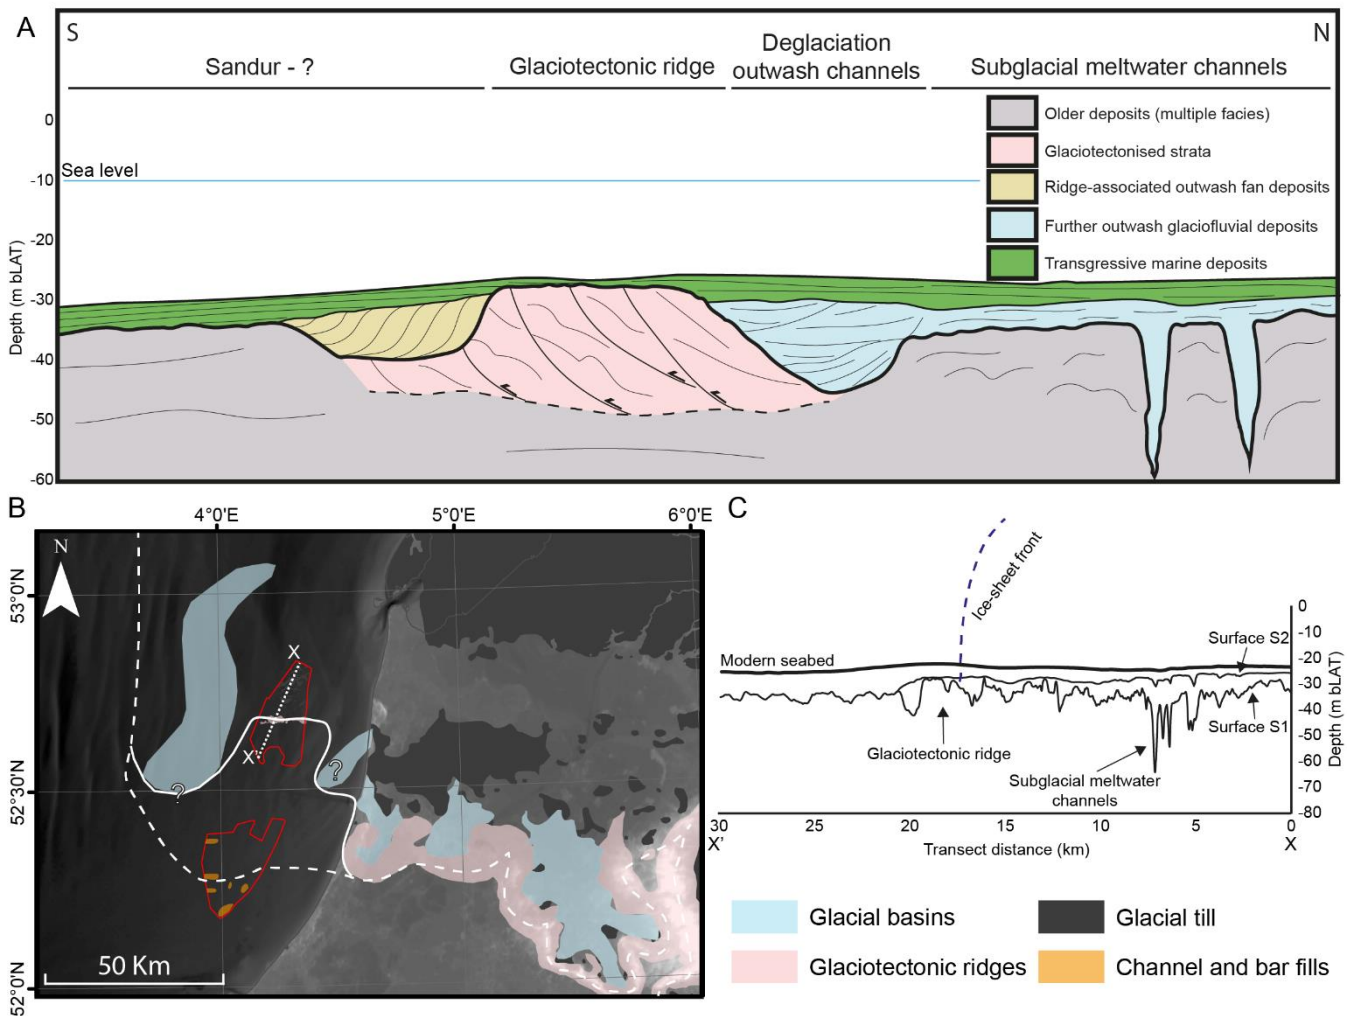 A
S
N
Sandur - ?
Glaciotectonic ridge
Deglaciation
outwash channels
Subglacial meltwater channels
Older deposits (multiple facies)
Glaciotectonised strata
Ridge-associated outwash fan deposits
Further outwash glaciofluvial deposits
Transgressive marine deposits
Sea level
Depth (m bLAT)
0
-10
-20
-30
-40
-50
-60
B
4°0'E
5°0'E
6°0'E
53°0'N
52°30'N
52°0'N
N
X
X'
?
?
50 Km
C
Ice-sheet front
Modern seabed
Surface S2
Surface S1
Glaciotectonic ridge
Subglacial meltwater
channels
0
-10
-20
-30
-40
-50
-60
-70
-80
Depth (m bLAT)
30
25
20
15
10
5
0
X'
Transect distance (km)
X
Glacial basins
Glacial till
Glaciotectonic ridges
Channel and bar fills